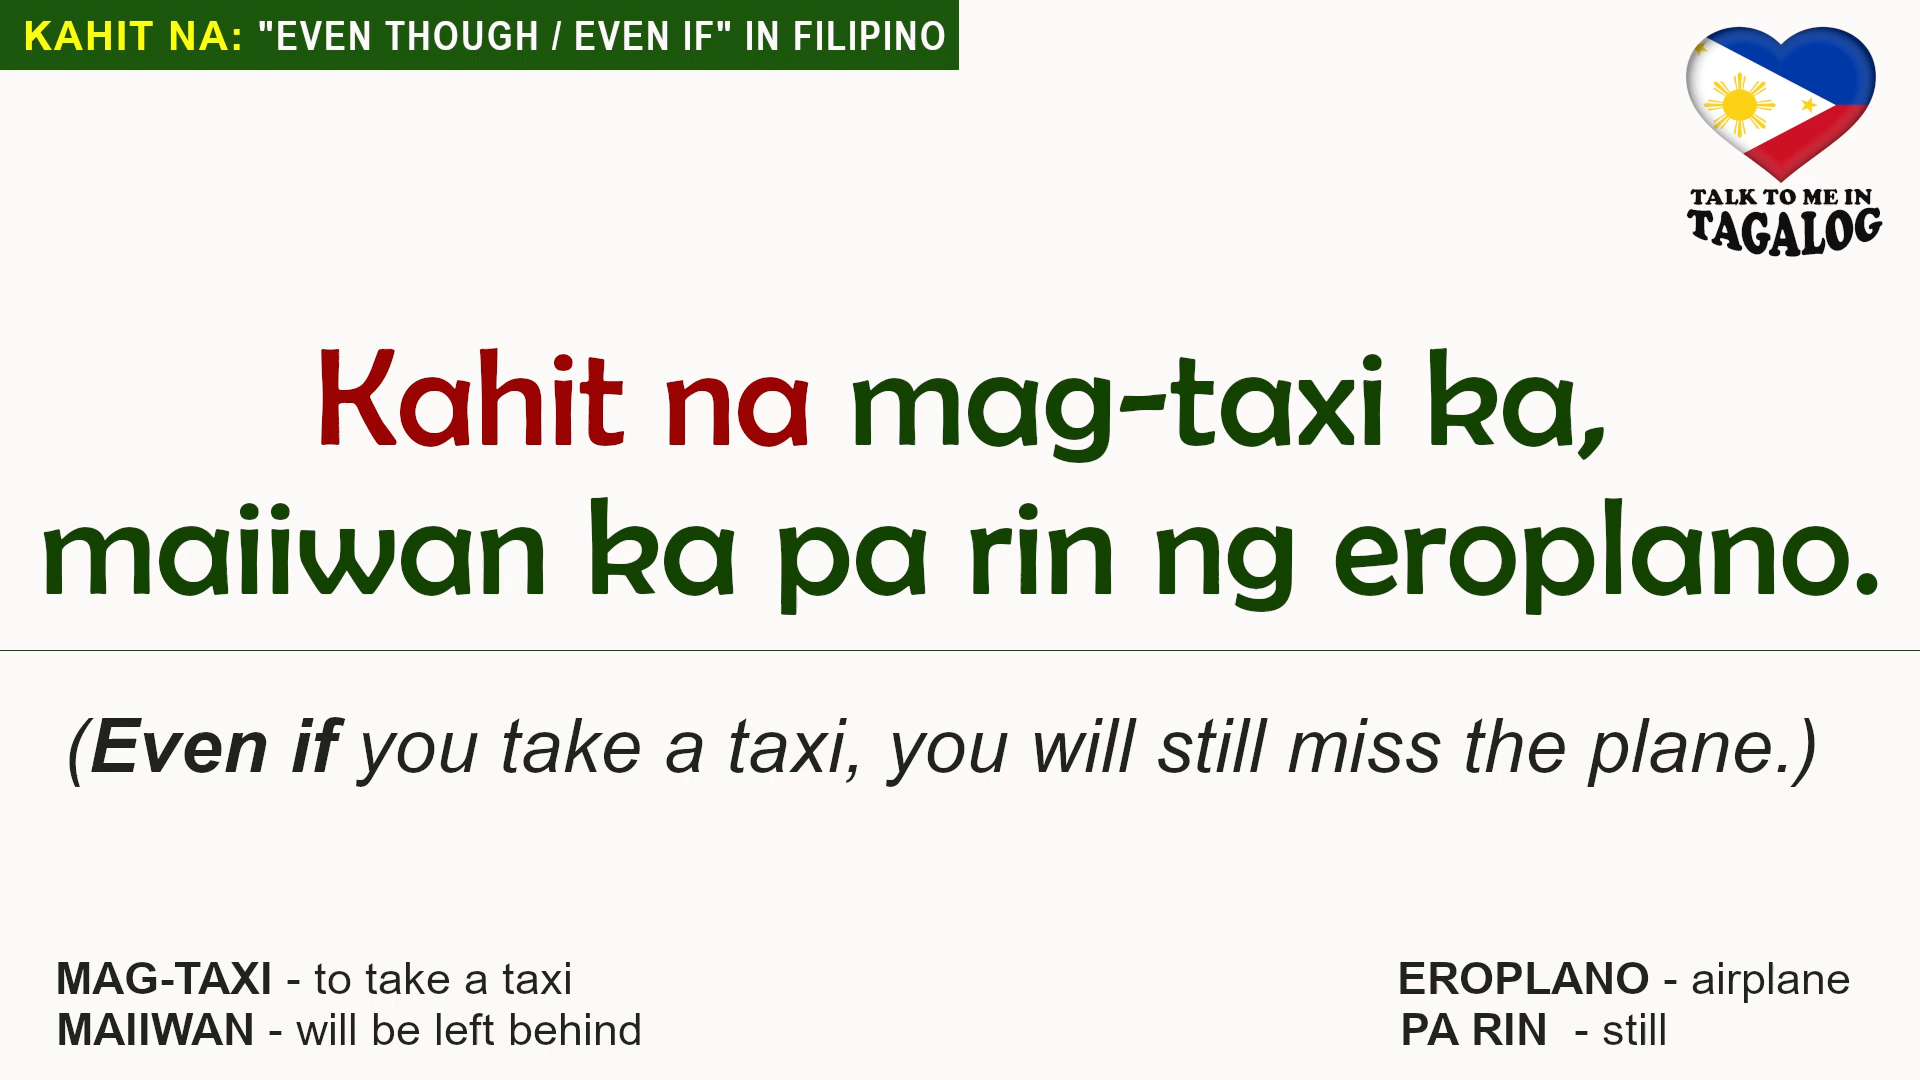 KAHIT NA: "EVEN THOUGH / EVEN IF" IN FILIPINO
TALK TO ME IN
TAGALOG
Kahit na mag-taxi ka,
maiiwan ka pa rin ng eroplano.
(Even if you take a taxi, you will still miss the plane.)
MAG-TAXI - to take a taxi
MAIIWAN - will be left behind
EROPLANO - airplane
PA RIN - still